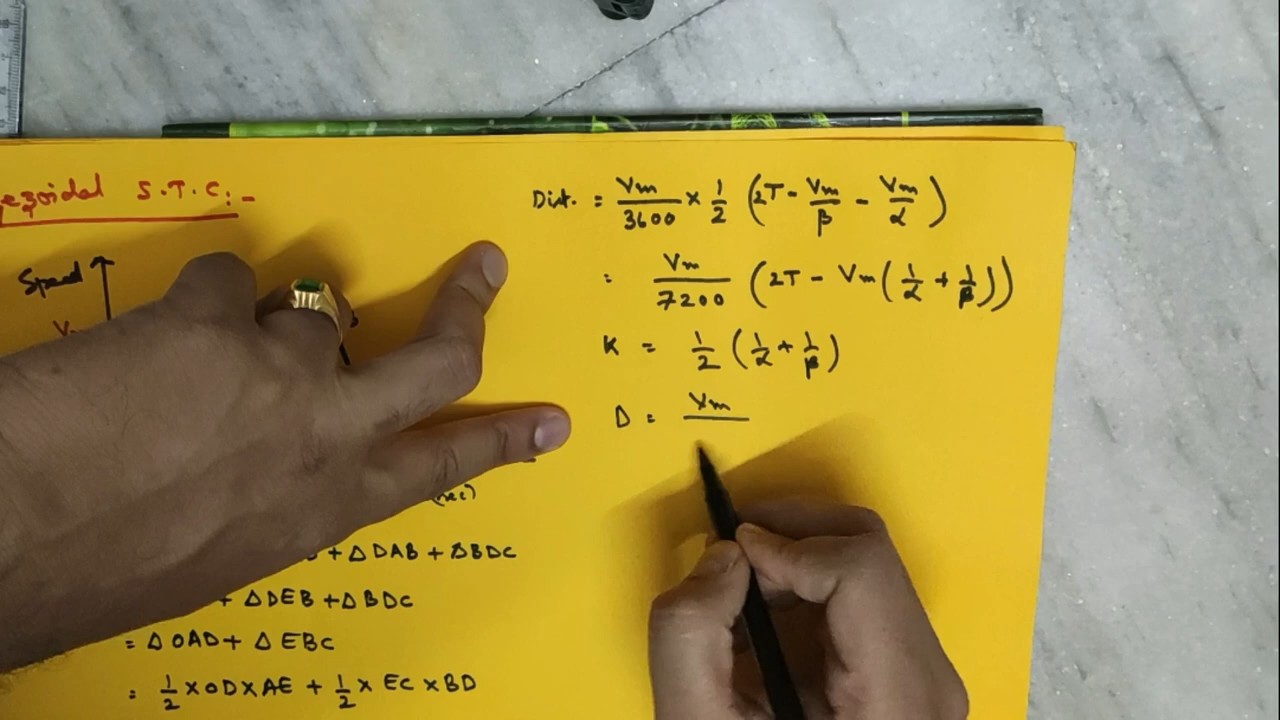 S.T.C:-
Speed
= ΔOAD + ΔEBC
= 1/2 × OD × AE + 1/2 × EC × BD
+ ΔDAB + ΔBDC
+ ΔDEB + ΔBDC
Dist. = Vm/3600 × 1/2 (2T - Vm/β - Vm/α)
= Vm/7200 (2T - Vm(1/α + 1/β))
K = 1/2 (1/α + 1/β)
D = Vm